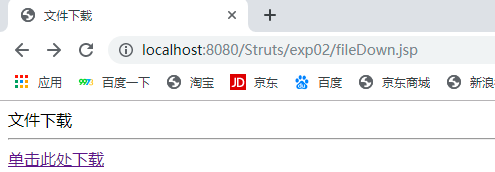 文件下载
localhost:8080/Struts/exp02/fileDown.jsp
应用 百度一下 淘宝 JD 京东 百度 京东商城 新浪
文件下载
单击此处下载